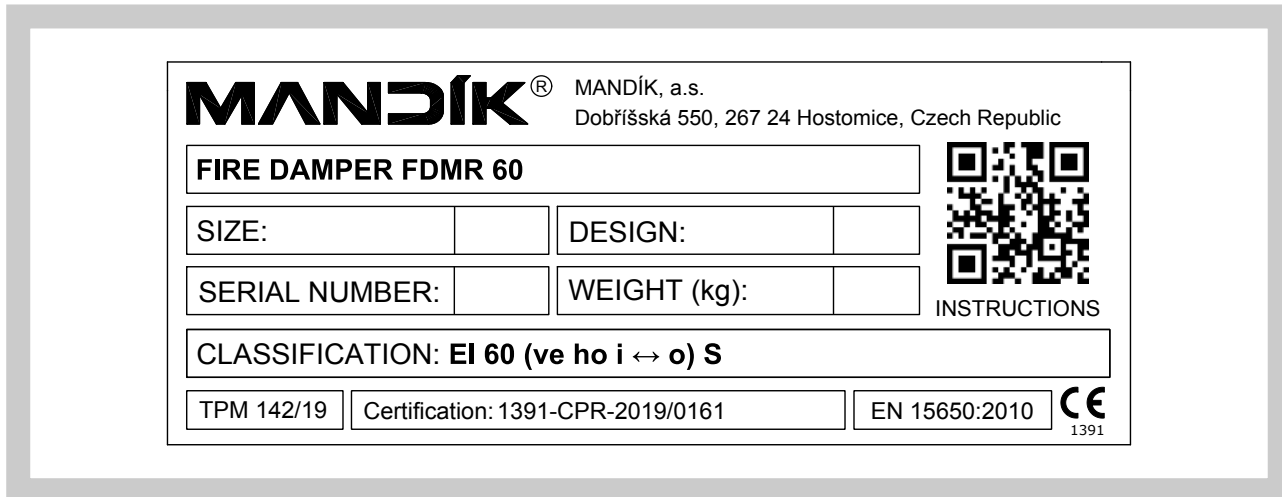 MANDÍK®
MANDÍK, a.s.
Dobříšská 550, 267 24 Hostomice, Czech Republic
FIRE DAMPER FDMR 60
SIZE: DESIGN:
SERIAL NUMBER: WEIGHT (kg):
INSTRUCTIONS
CLASSIFICATION: EI 60 (ve ho i ↔ o) S
TPM 142/19 Certification: 1391-CPR-2019/0161 EN 15650:2010 CE
1391